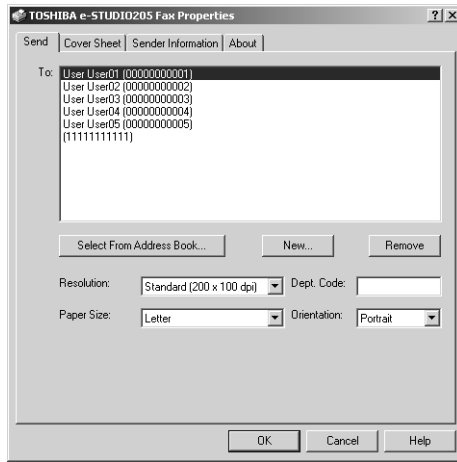 TOSHIBA e-STUDIO205 Fax Properties
Send Cover Sheet Sender Information About
To:
User User01 (00000000001)
User User02 (00000000002)
User User03 (00000000003)
User User04 (00000000004)
User User05 (00000000005)
(11111111111)
Select From Address Book... New... Remove
Resolution: Standard (200 x 100 dpi) Dept. Code:
Paper Size: Letter Orientation: Portrait
OK Cancel Help